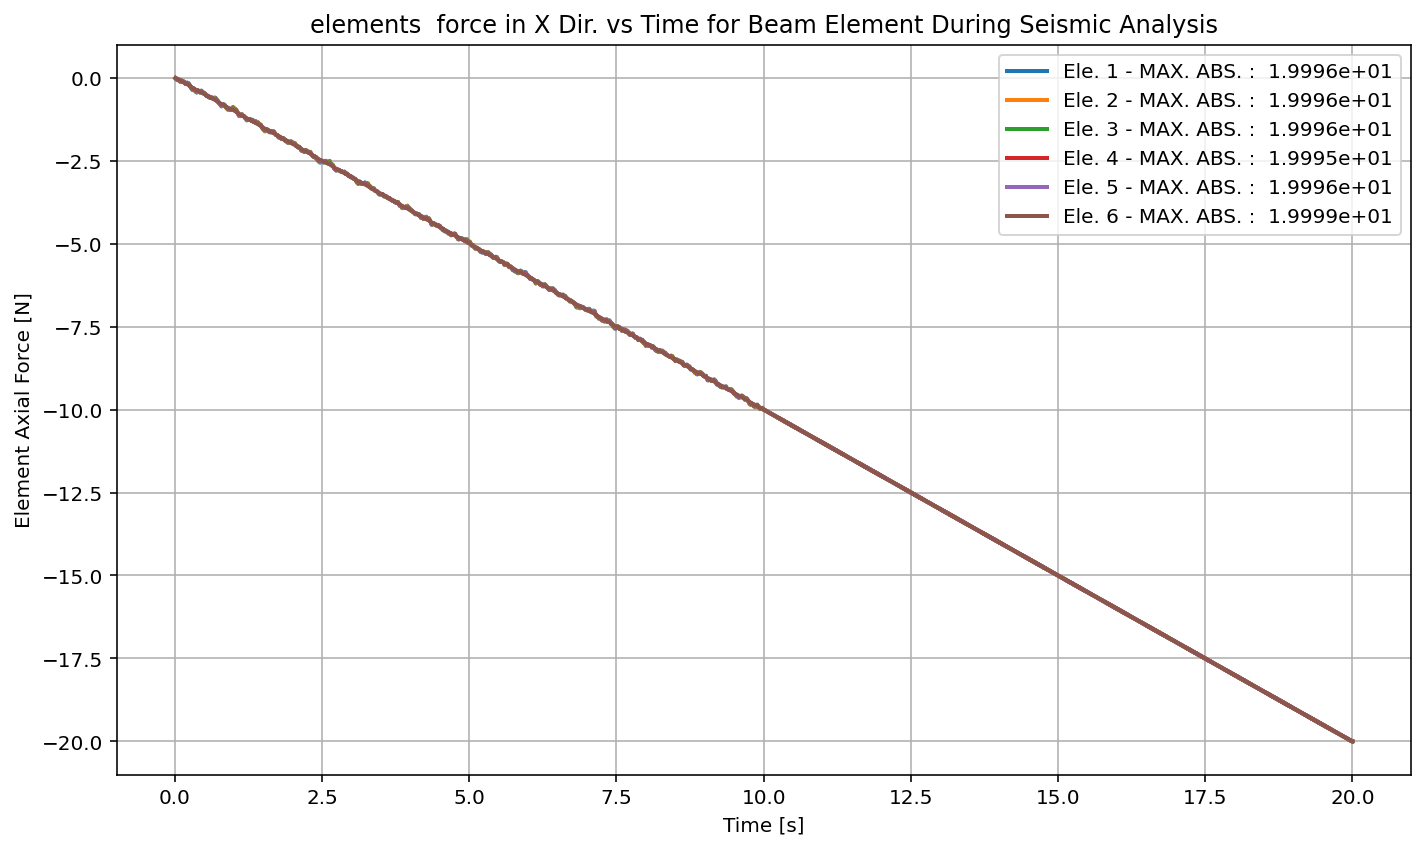 elements  force in X Dir. vs Time for Beam Element During Seismic Analysis
Ele. 1 - MAX. ABS. :  1.9996e+01
Ele. 2 - MAX. ABS. :  1.9996e+01
Ele. 3 - MAX. ABS. :  1.9996e+01
Ele. 4 - MAX. ABS. :  1.9995e+01
Ele. 5 - MAX. ABS. :  1.9996e+01
Ele. 6 - MAX. ABS. :  1.9999e+01
Element Axial Force [N]
0.0
−2.5
−5.0
−7.5
−10.0
−12.5
−15.0
−17.5
−20.0
0.0 2.5 5.0 7.5 10.0 12.5 15.0 17.5 20.0
Time [s]